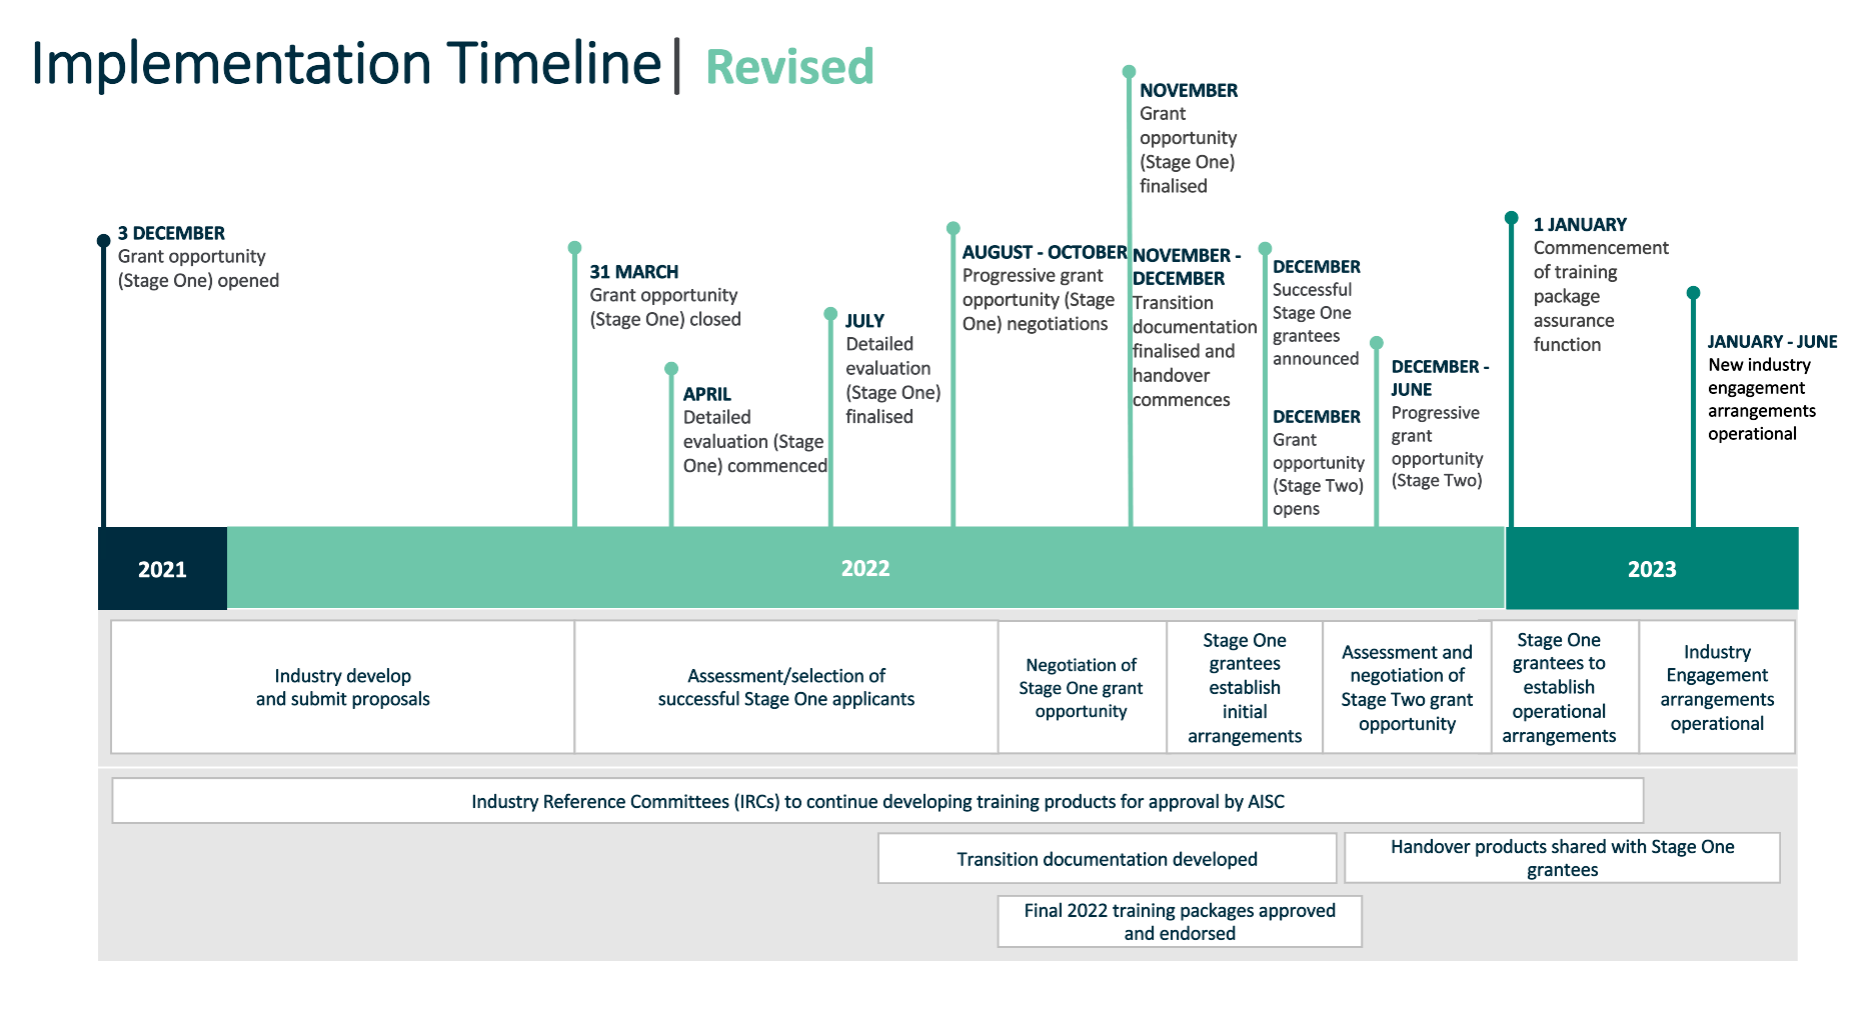 Implementation Timeline| Revised
3 DECEMBER
Grant opportunity
(Stage One) opened
31 MARCH
Grant opportunity
(Stage One) closed
APRIL
Detailed
evaluation (Stage
One) commenced
JULY
Detailed
evaluation
(Stage One)
finalised
AUGUST - OCTOBER
Progressive grant
opportunity (Stage
One) negotiations
NOVEMBER
Grant
opportunity
(Stage One)
finalised
NOVEMBER -
DECEMBER
Transition
documentation
finalised and
handover
commences
DECEMBER
Successful
Stage One
grantees
announced
DECEMBER
Grant
opportunity
(Stage Two)
opens
DECEMBER -
JUNE
Progressive
grant
opportunity
(Stage Two)
1 JANUARY
Commencement
of training
package
assurance
function
JANUARY - JUNE
New industry
engagement
arrangements
operational
2021
2022
2023
Industry develop
and submit proposals
Assessment/selection of
successful Stage One applicants
Negotiation of
Stage One grant
opportunity
Stage One
grantees
establish
initial
arrangements
Assessment and
negotiation of
Stage Two grant
opportunity
Stage One
grantees to
establish
operational
arrangements
Industry
Engagement
arrangements
operational
Industry Reference Committees (IRCs) to continue developing training products for approval by AISC
Transition documentation developed
Handover products shared with Stage One
grantees
Final 2022 training packages approved
and endorsed